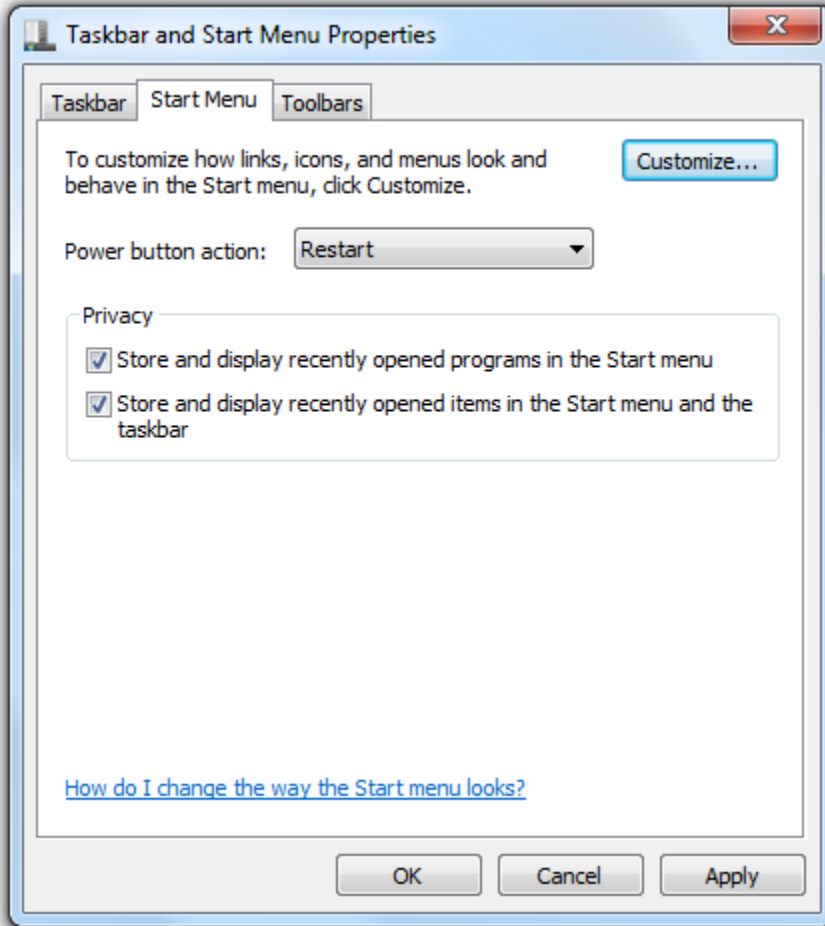 Taskbar and Start Menu Properties
Taskbar
Start Menu
Toolbars
To customize how links, icons, and menus look and
behave in the Start menu, click Customize.
Customize...
Power button action:
Restart
Privacy
Store and display recently opened programs in the Start menu
Store and display recently opened items in the Start menu and the
taskbar
How do I change the way the Start menu looks?
OK
Cancel
Apply